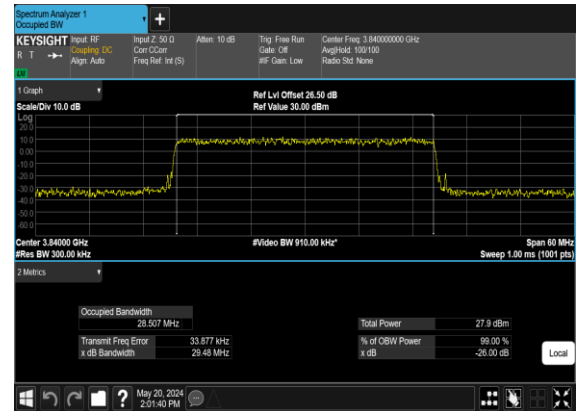 Spectrum Analyzer 1
Occupied BW
KEYSIGHT Input: RF Input Z: 50 Ω Atten: 10 dB Trig: Free Run Center Freq: 3.840000000 GHz
R T Coupling: DC Corr CCorr Gate: Off Avg|Hold: 100/100
Align: Auto Freq Ref: Int (S) #IF Gain: Low Radio Std: None
1 Graph
Scale/Div 10.0 dB
Ref Lvl Offset 26.50 dB
Ref Value 30.00 dBm
Log
20.0
10.0
0.00
-10.0
-20.0
-30.0
-40.0
-50.0
-60.0
Center 3.84000 GHz #Video BW 910.00 kHz* Span 60 MHz
#Res BW 300.00 kHz Sweep 1.00 ms (1001 pts)
2 Metrics
Occupied Bandwidth
28.507 MHz Total Power 27.9 dBm
Transmit Freq Error 33.877 kHz % of OBW Power 99.00 %
x dB Bandwidth 29.48 MHz x dB -26.00 dB
Local
? May 20, 2024
2:01:40 PM